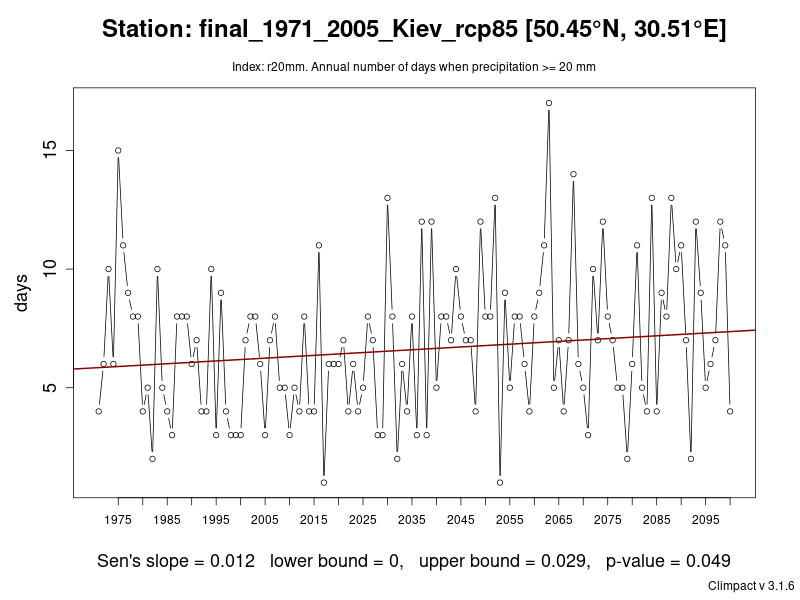 Station: final_1971_2005_Kiev_rcp85 [50.45°N, 30.51°E]
Index: r20mm. Annual number of days when precipitation >= 20 mm
15
10
5
days
1975 1985 1995 2005 2015 2025 2035 2045 2055 2065 2075 2085 2095
Sen's slope = 0.012 lower bound = 0, upper bound = 0.029, p-value = 0.049
Climpact v 3.1.6